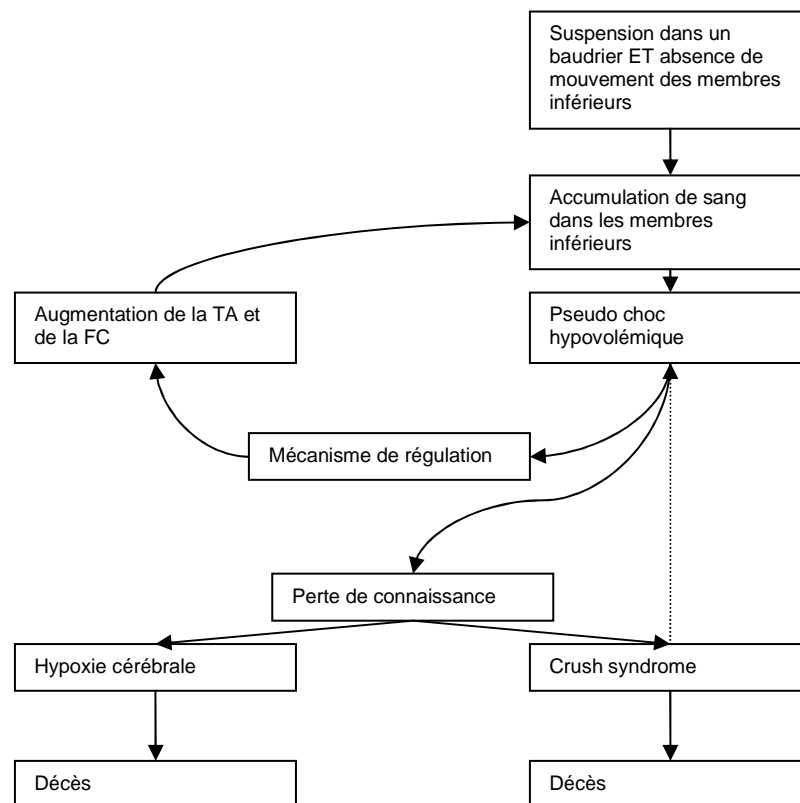 Suspension dans un
baudrier ET absence de
mouvement des membres
inférieurs
Accumulation de sang
dans les membres
inférieurs
Augmentation de la TA et
de la FC
Pseudo choc
hypovolémique
Mécanisme de régulation
Perte de connaissance
Hypoxie cérébrale
Crush syndrome
Décès
Décès